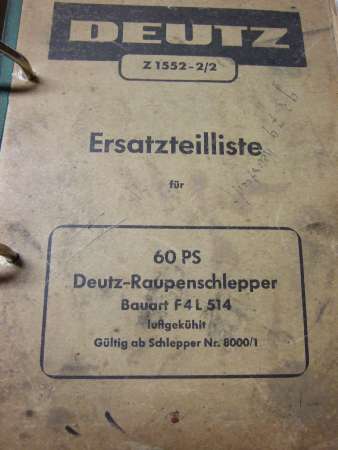 DEUTZ
Z 1552-2/2
Ersatzteilliste
für
60 PS
Deutz-Raupenschlepper
Bauart F4L 514
luftgekühlt
Gültig ab Schlepper Nr. 8000/1